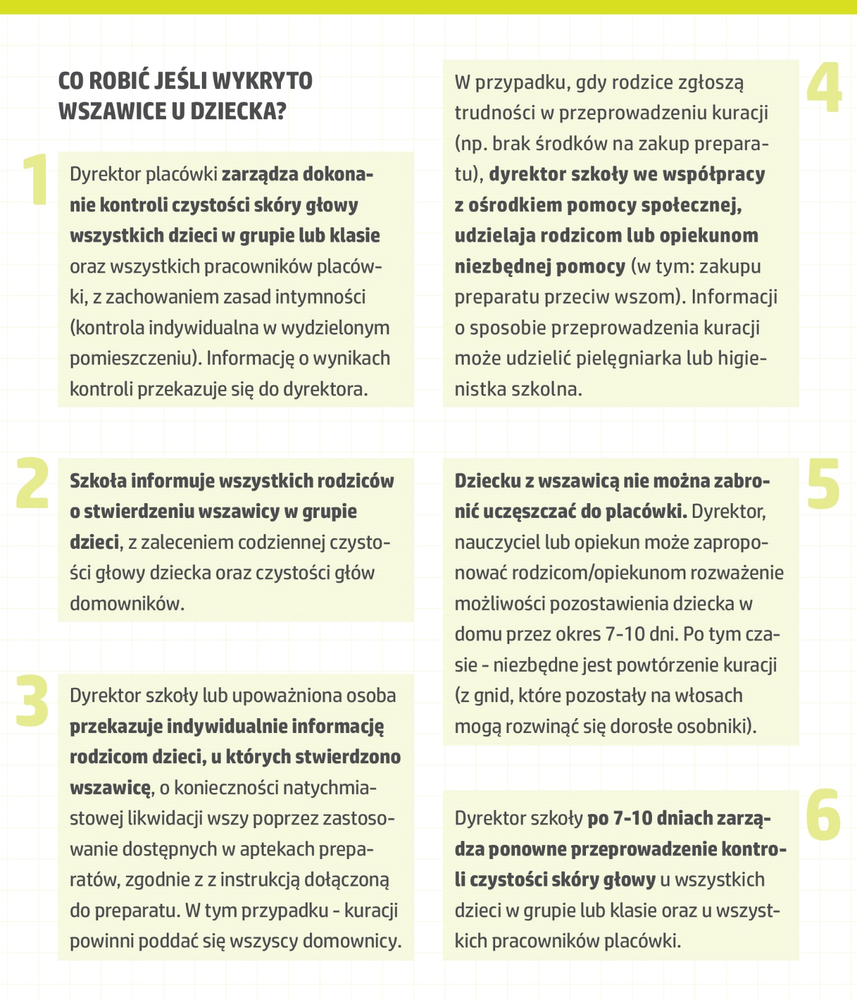 CO ROBIĆ JEŚLI WYKRYTO
WSZAWICE U DZIECKA?
1
Dyrektor placówki zarządza dokona-
nie kontroli czystości skóry głowy
wszystkich dzieci w grupie lub klasie
oraz wszystkich pracowników placów-
ki, z zachowaniem zasad intymności
(kontrola indywidualna w wydzielonym
pomieszczeniu). Informację o wynikach
kontroli przekazuje się do dyrektora.
2
Szkoła informuje wszystkich rodziców
o stwierdzeniu wszawicy w grupie
dzieci, z zaleceniem codziennej czysto-
ści głowy dziecka oraz czystości głów
domowników.
3
Dyrektor szkoły lub upoważniona osoba
przekazuje indywidualnie informację
rodzicom dzieci, u których stwierdzono
wszawicę, o konieczności natychmia-
stowej likwidacji wszy poprzez zastoso-
wanie dostępnych w aptekach prepa-
ratów, zgodnie z z instrukcją dołączoną
do preparatu. W tym przypadku - kuracji
powinni poddać się wszyscy domownicy.
4
W przypadku, gdy rodzice zgłoszą
trudności w przeprowadzeniu kuracji
(np. brak środków na zakup prepara-
tu), dyrektor szkoły we współpracy
z ośrodkiem pomocy społecznej,
udzielaja rodzicom lub opiekunom
niezbędnej pomocy (w tym: zakupu
preparatu przeciw wszom). Informacji
o sposobie przeprowadzenia kuracji
może udzielić pielęgniarka lub higie-
nistka szkolna.
5
Dziecku z wszawicą nie można zabro-
nić uczęszczać do placówki. Dyrektor,
nauczyciel lub opiekun może zapropo-
nować rodzicom/opiekunom rozważenie
możliwości pozostawienia dziecka w
domu przez okres 7-10 dni. Po tym cza-
sie - niezbędne jest powtórzenie kuracji
(z gnid, które pozostały na włosach
mogą rozwinąć się dorosłe osobniki).
6
Dyrektor szkoły po 7-10 dniach zarzą-
dza ponowne przeprowadzenie kontro-
li czystości skóry głowy u wszystkich
dzieci w grupie lub klasie oraz u wszyst-
kich pracowników placówki.